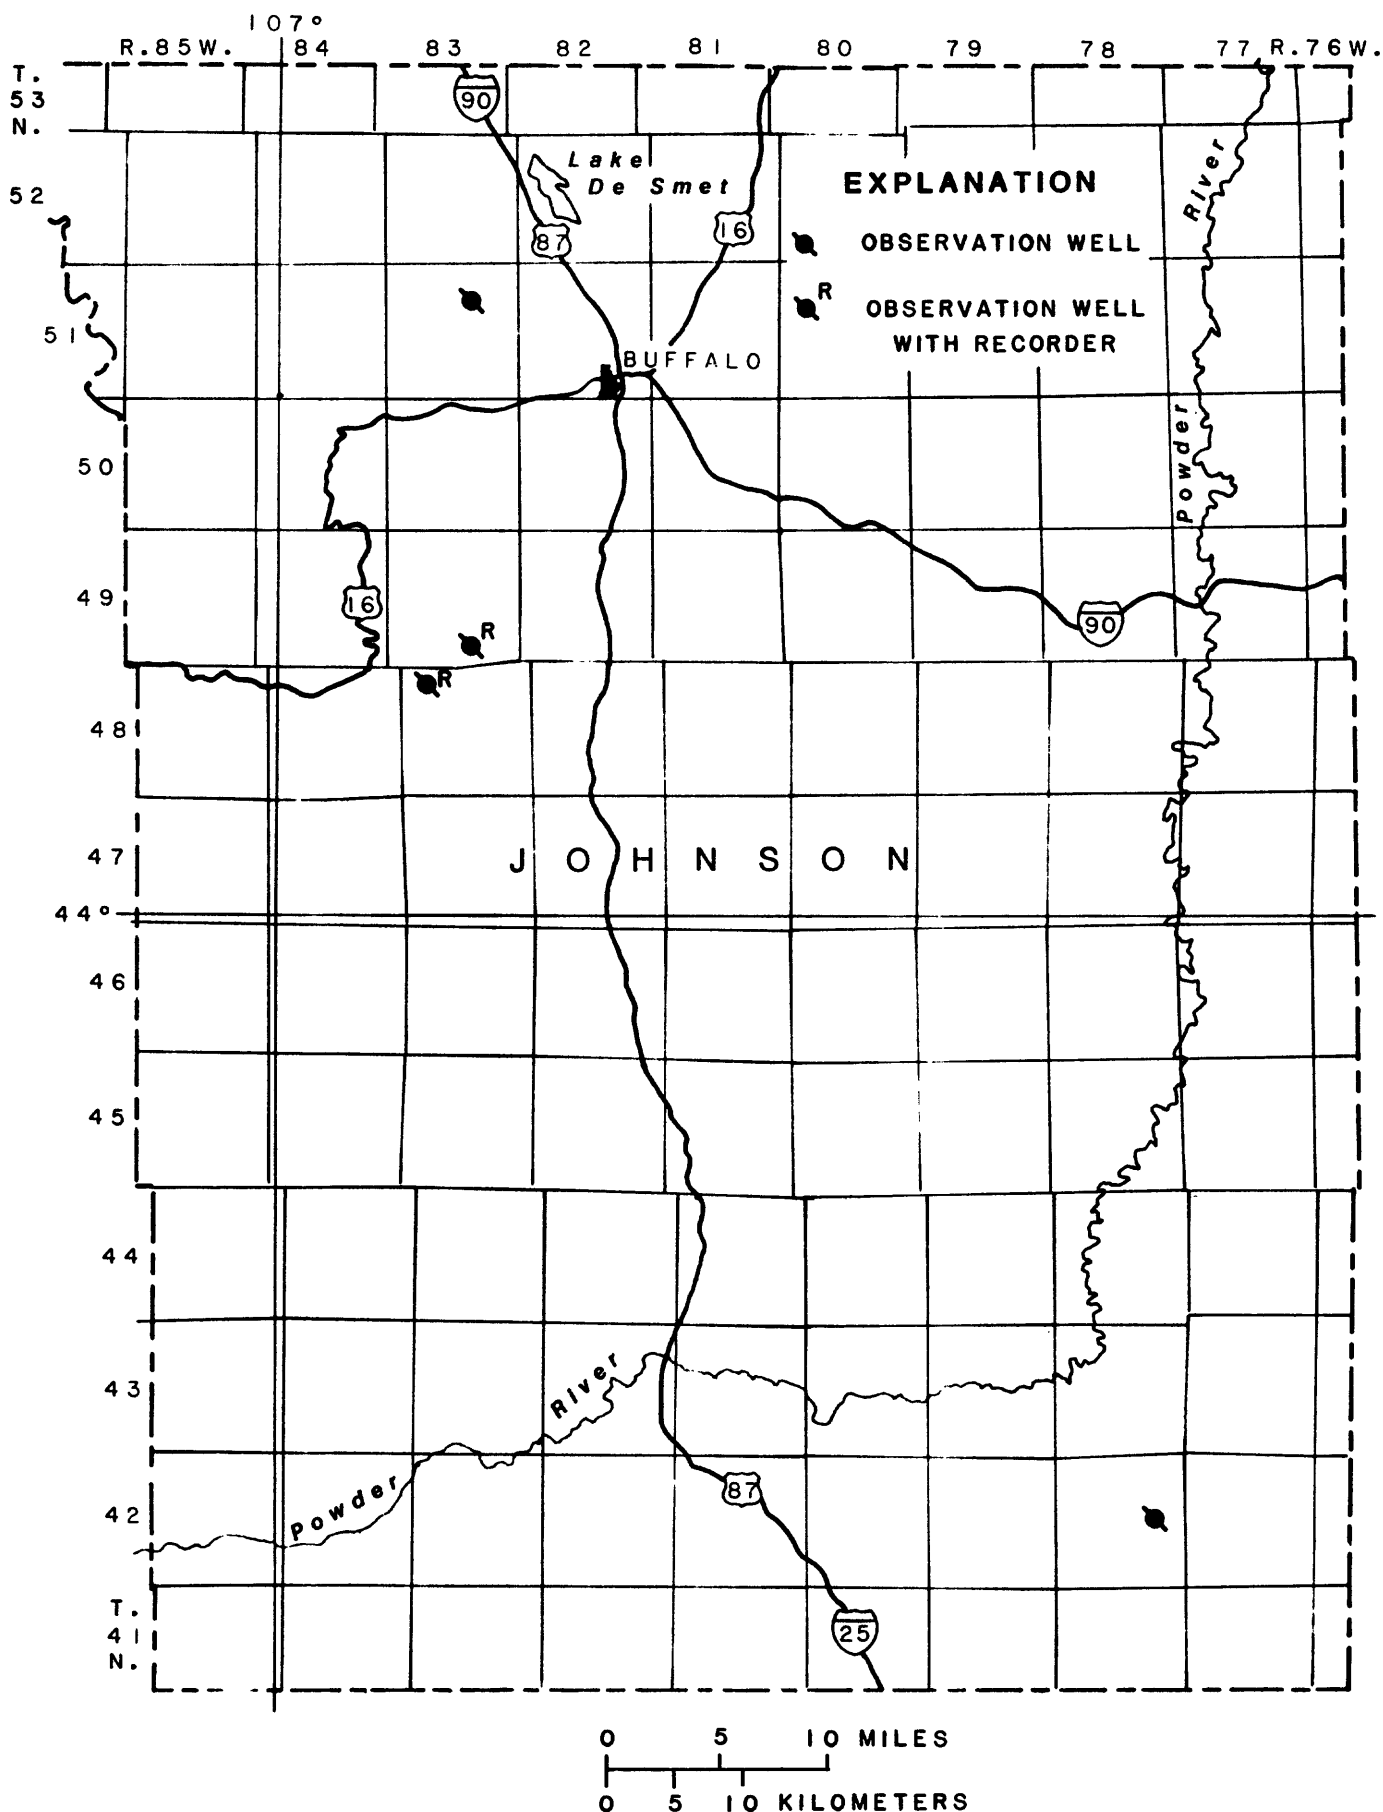 107°
R.85W. 84 83 82 81 80 79 78 77 R.76W.
T.
53
N.
90
Lake
De Smet
EXPLANATION
52
River
87
16
OBSERVATION WELL
R
OBSERVATION WELL
WITH RECORDER
51
BUFFALO
Powder
50
49
16
90
R
R
48
47
JOHNSON
44°
46
45
44
43
River
87
42
Powder
T.
41
N.
25
0 5 10 MILES
0 5 10 KILOMETERS